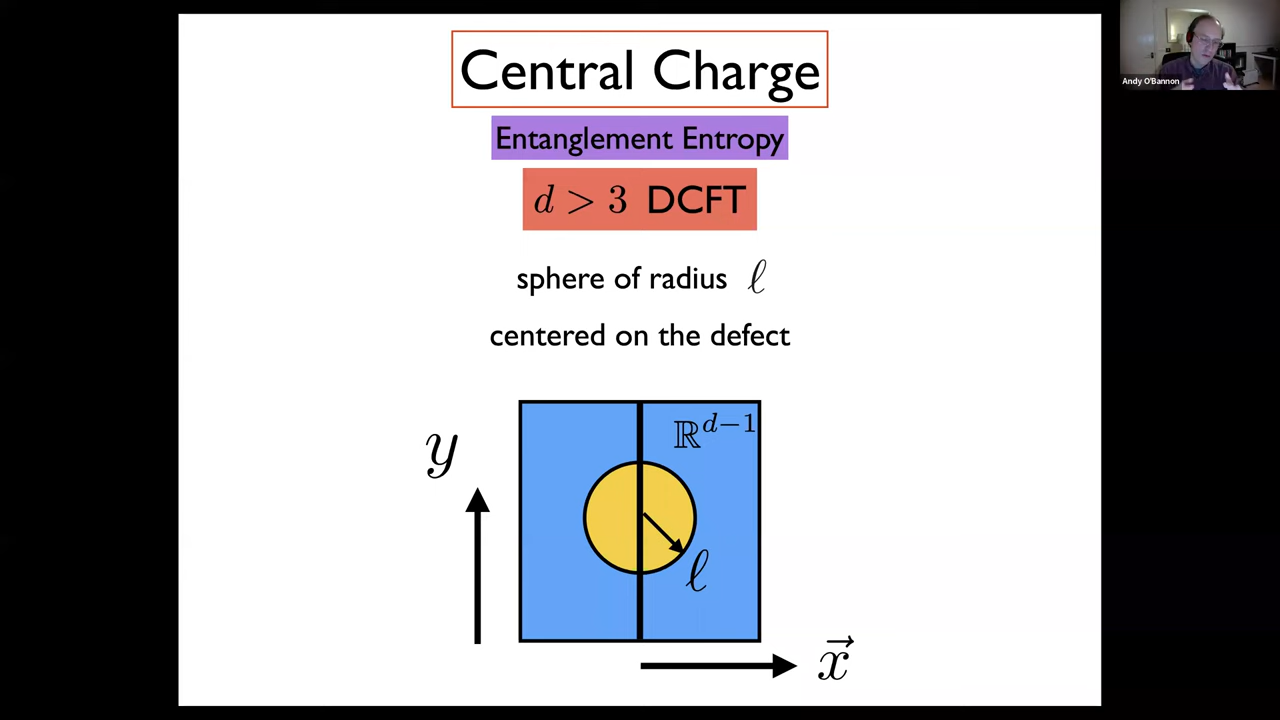 Central Charge
Entanglement Entropy
d > 3 DCFT
sphere of radius ℓ
centered on the defect
ℝ^{d−1}
y
ℓ
x⃗
Andy O'Bannon